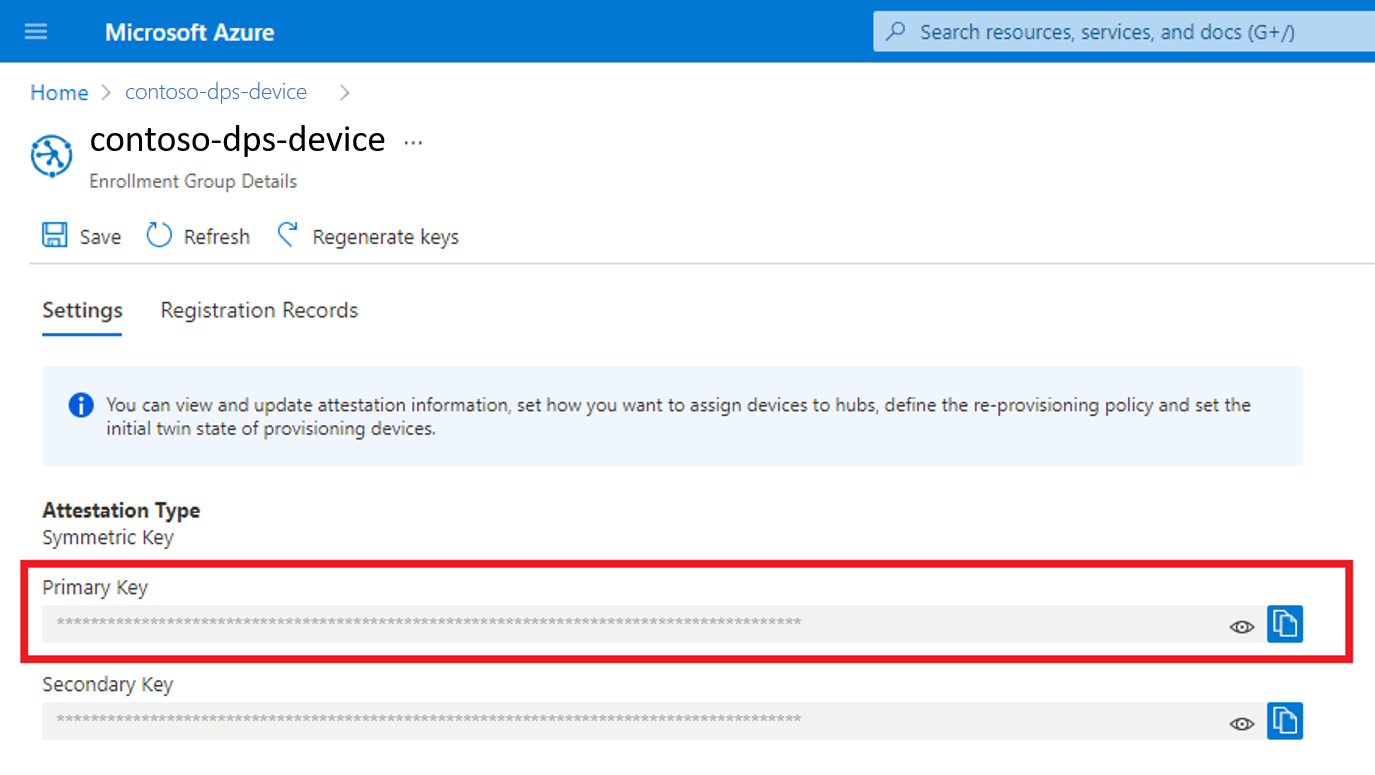 Microsoft Azure
Search resources, services, and docs (G+/)
Home > contoso-dps-device >
contoso-dps-device ...
Enrollment Group Details
Save Refresh Regenerate keys
Settings Registration Records
You can view and update attestation information, set how you want to assign devices to hubs, define the re-provisioning policy and set the
initial twin state of provisioning devices.
Attestation Type
Symmetric Key
Primary Key
****************************************************************************************
Secondary Key
****************************************************************************************